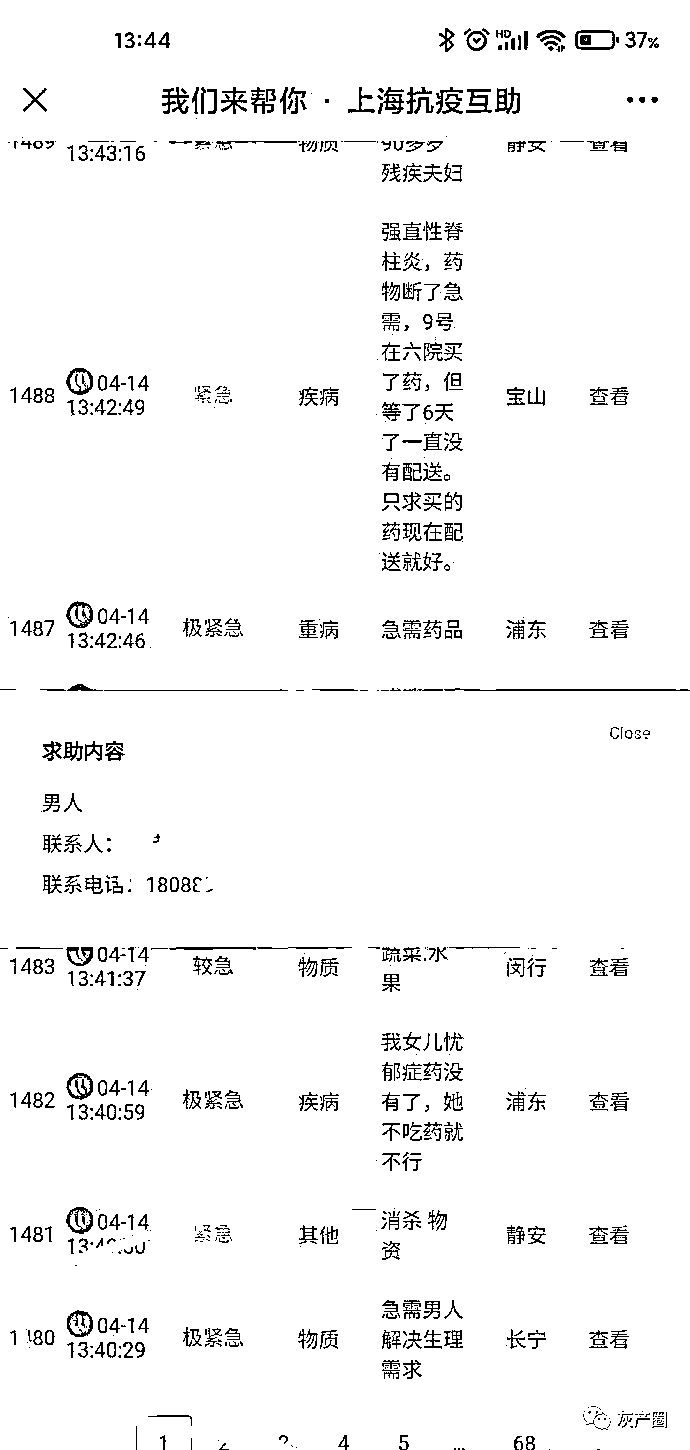 13:44
HD
37%
我们来帮你 · 上海抗疫互助
1489 13:43:16 紧急 物质 静安 查看
残疾夫妇
强直性脊
柱炎，药
物断了急
需，9号
在六院买
了药，但
等了6天
了一直没
有配送。
只求买的
药现在配
送就好。
1488 04-14 13:42:49 紧急 疾病 宝山 查看
1487 04-14 13:42:46 极紧急 重病 急需药品 浦东 查看
Close
求助内容
男人
联系人：
联系电话：18088
1483 04-14 13:41:37 较急 物质 蔬菜.水
果 闵行 查看
我女儿忧
郁症药没
有了，她
不吃药就
不行
1482 04-14 13:40:59 极紧急 疾病 浦东 查看
1481 04-14 紧急 其他 消杀 物
资 静安 查看
急需男人
解决生理
需求
1480 04-14 13:40:29 极紧急 物质 长宁 查看
1 2 3 4 5 ... 68
灰产圈